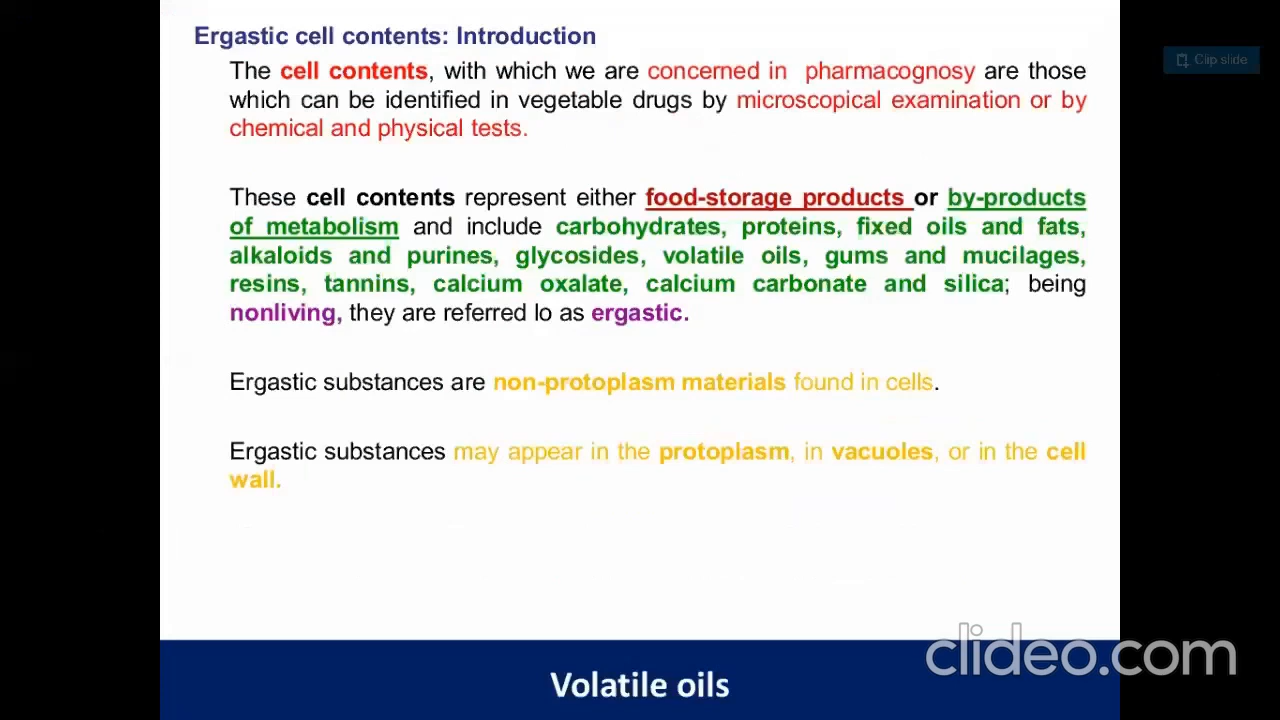 Ergastic cell contents: Introduction
Clip slide
The cell contents, with which we are concerned in pharmacognosy are those
which can be identified in vegetable drugs by microscopical examination or by
chemical and physical tests.
These cell contents represent either food-storage products or by-products
of metabolism and include carbohydrates, proteins, fixed oils and fats,
alkaloids and purines, glycosides, volatile oils, gums and mucilages,
resins, tannins, calcium oxalate, calcium carbonate and silica; being
nonliving, they are referred lo as ergastic.
Ergastic substances are non-protoplasm materials found in cells.
Ergastic substances may appear in the protoplasm, in vacuoles, or in the cell
wall.
clideo.com
Volatile oils